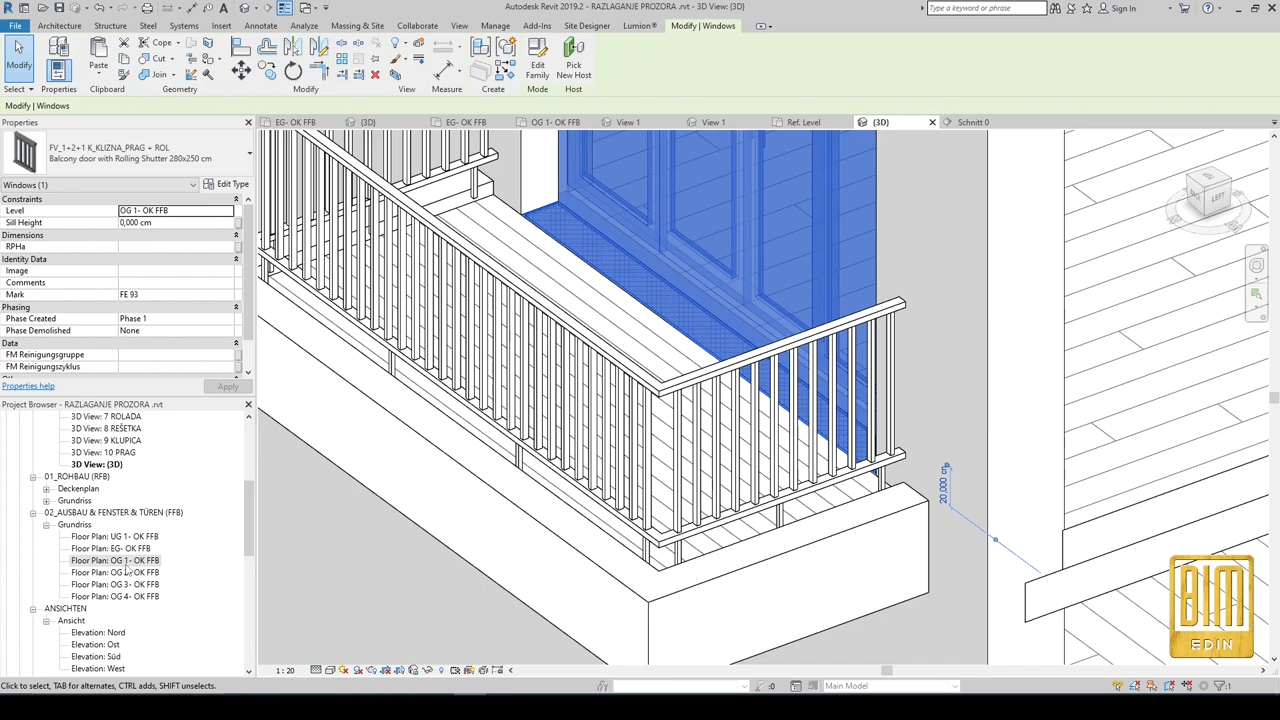 Autodesk Revit 2019.2 - RAZLAGANJE PROZORA .rvt - 3D View: (3D)
Type a keyword or phrase
Sign In
File Architecture Structure Steel Systems Insert Annotate Analyze Massing & Site Collaborate View Manage Add-Ins Site Designer Lumion® Modify | Windows
Modify
Paste
Cope
Cut
Join
Edit
Family
Pick
New Host
Select Properties Clipboard Geometry Modify View Measure Create Mode Host
Modify | Windows
Properties
EG- OK FFB
(3D)
EG- OK FFB
OG 1- OK FFB
View 1
View 1
Ref. Level
(3D)
Schnitt 0
FV_1+2+1 K_KLIZNA_PRAG + ROL
Balcony door with Rolling Shutter 280x250 cm
Windows (1)
Edit Type
Constraints
Level OG 1- OK FFB
Sill Height 0,000 cm
Dimensions
RPHa
Identity Data
Image
Comments
Mark FE 93
Phasing
Phase Created Phase 1
Phase Demolished None
Data
FM Reinigungsgruppe
FM Reinigungszyklus
Properties help
Apply
Project Browser - RAZLAGANJE PROZORA .rvt
3D View: 7 ROLADA
3D View: 8 REŠETKA
3D View: 9 KLUPICA
3D View: 10 PRAG
3D View: (3D)
01_ROHBAU (RFB)
Deckenplan
Grundriss
02_AUSBAU & FENSTER & TÜREN (FFB)
Grundriss
Floor Plan: UG 1- OK FFB
Floor Plan: EG- OK FFB
Floor Plan: OG 1- OK FFB
Floor Plan: OG 2- OK FFB
Floor Plan: OG 3- OK FFB
Floor Plan: OG 4- OK FFB
ANSICHTEN
Ansicht
Elevation: Nord
Elevation: Ost
Elevation: Süd
Elevation: West
BACK
LEFT
20,000 cm
BIM
EDIN
1 : 20
Click to select, TAB for alternates, CTRL adds, SHIFT unselects.
:0
Main Model
:1